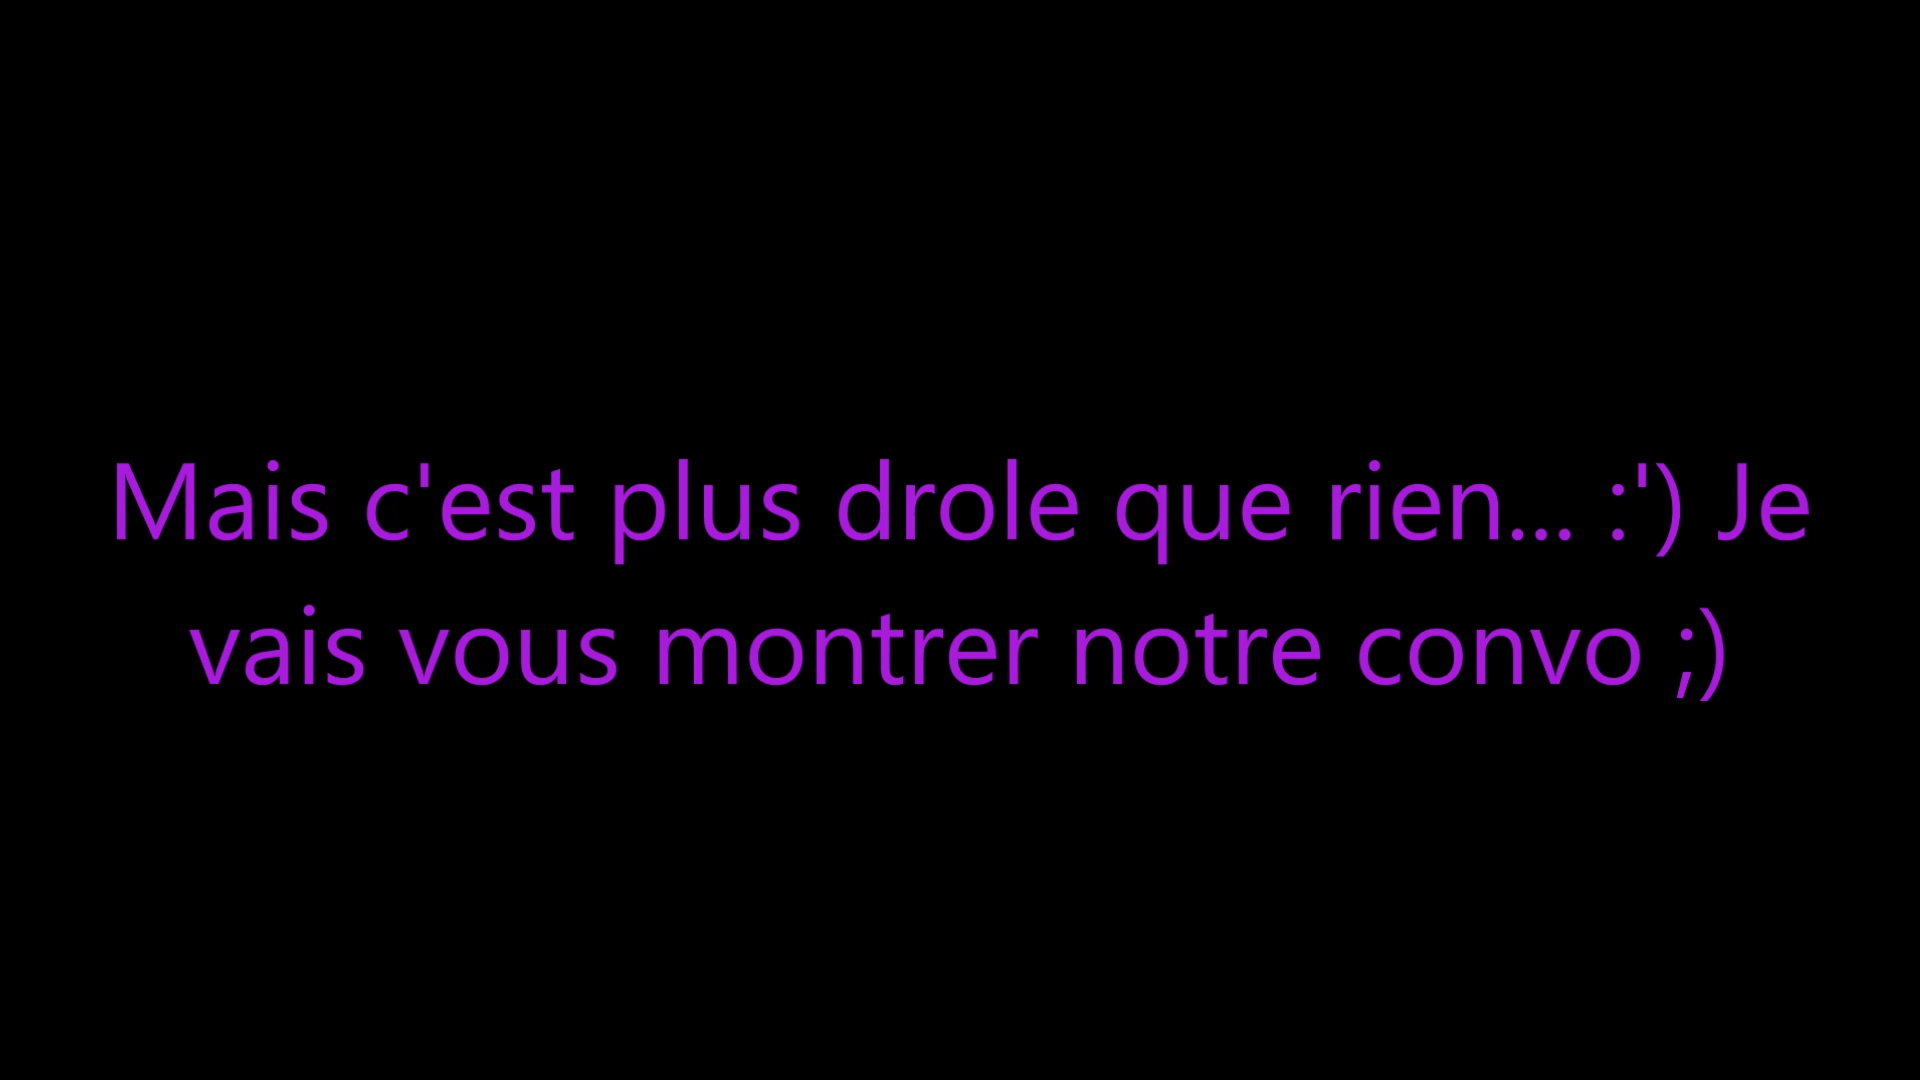 Mais c'est plus drole que rien... :') Je
vais vous montrer notre convo ;)